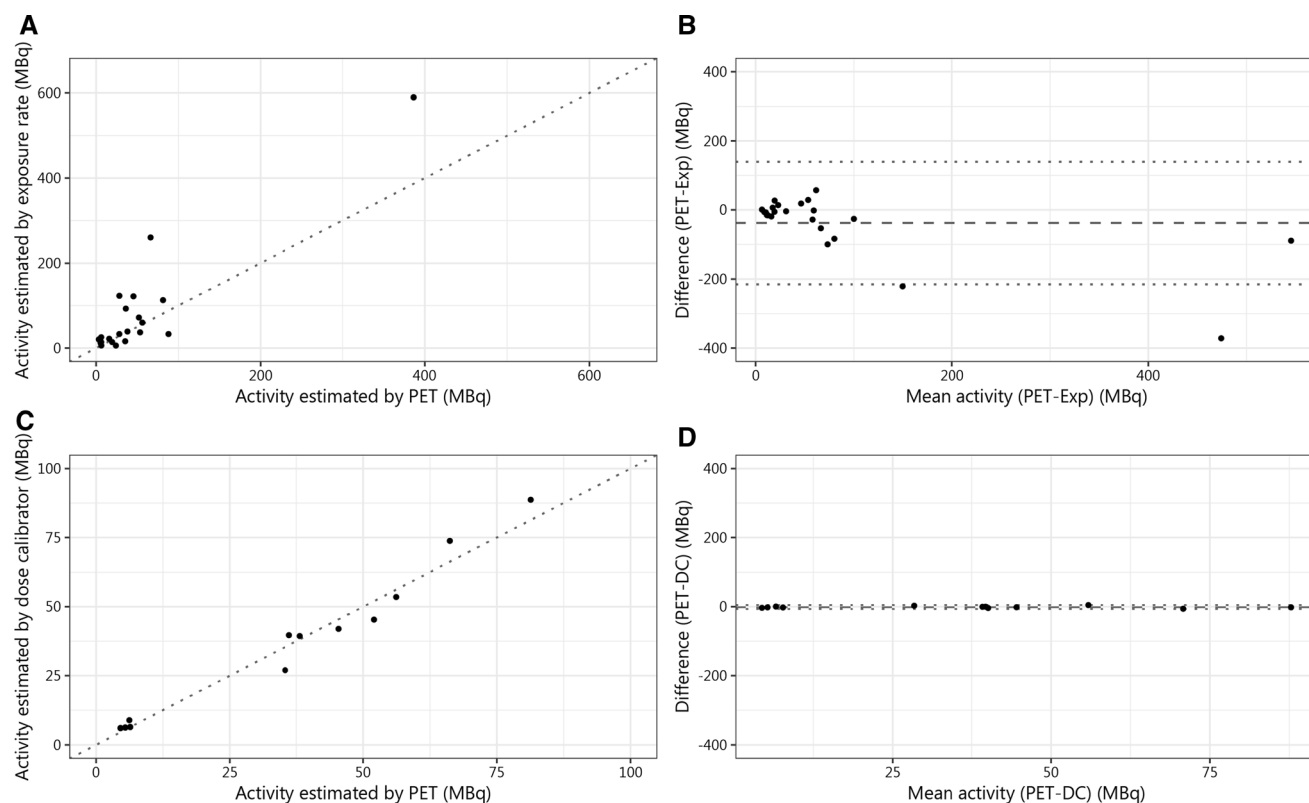 A
Activity estimated by exposure rate (MBq)
600
400
200
0
0
200
400
600
Activity estimated by PET (MBq)
B
Difference (PET-Exp) (MBq)
400
200
0
-200
-400
0
200
400
Mean activity (PET-Exp) (MBq)
C
Activity estimated by dose calibrator (MBq)
100
75
50
25
0
0
25
50
75
100
Activity estimated by PET (MBq)
D
Difference (PET-DC) (MBq)
400
200
0
-200
-400
25
50
75
Mean activity (PET-DC) (MBq)